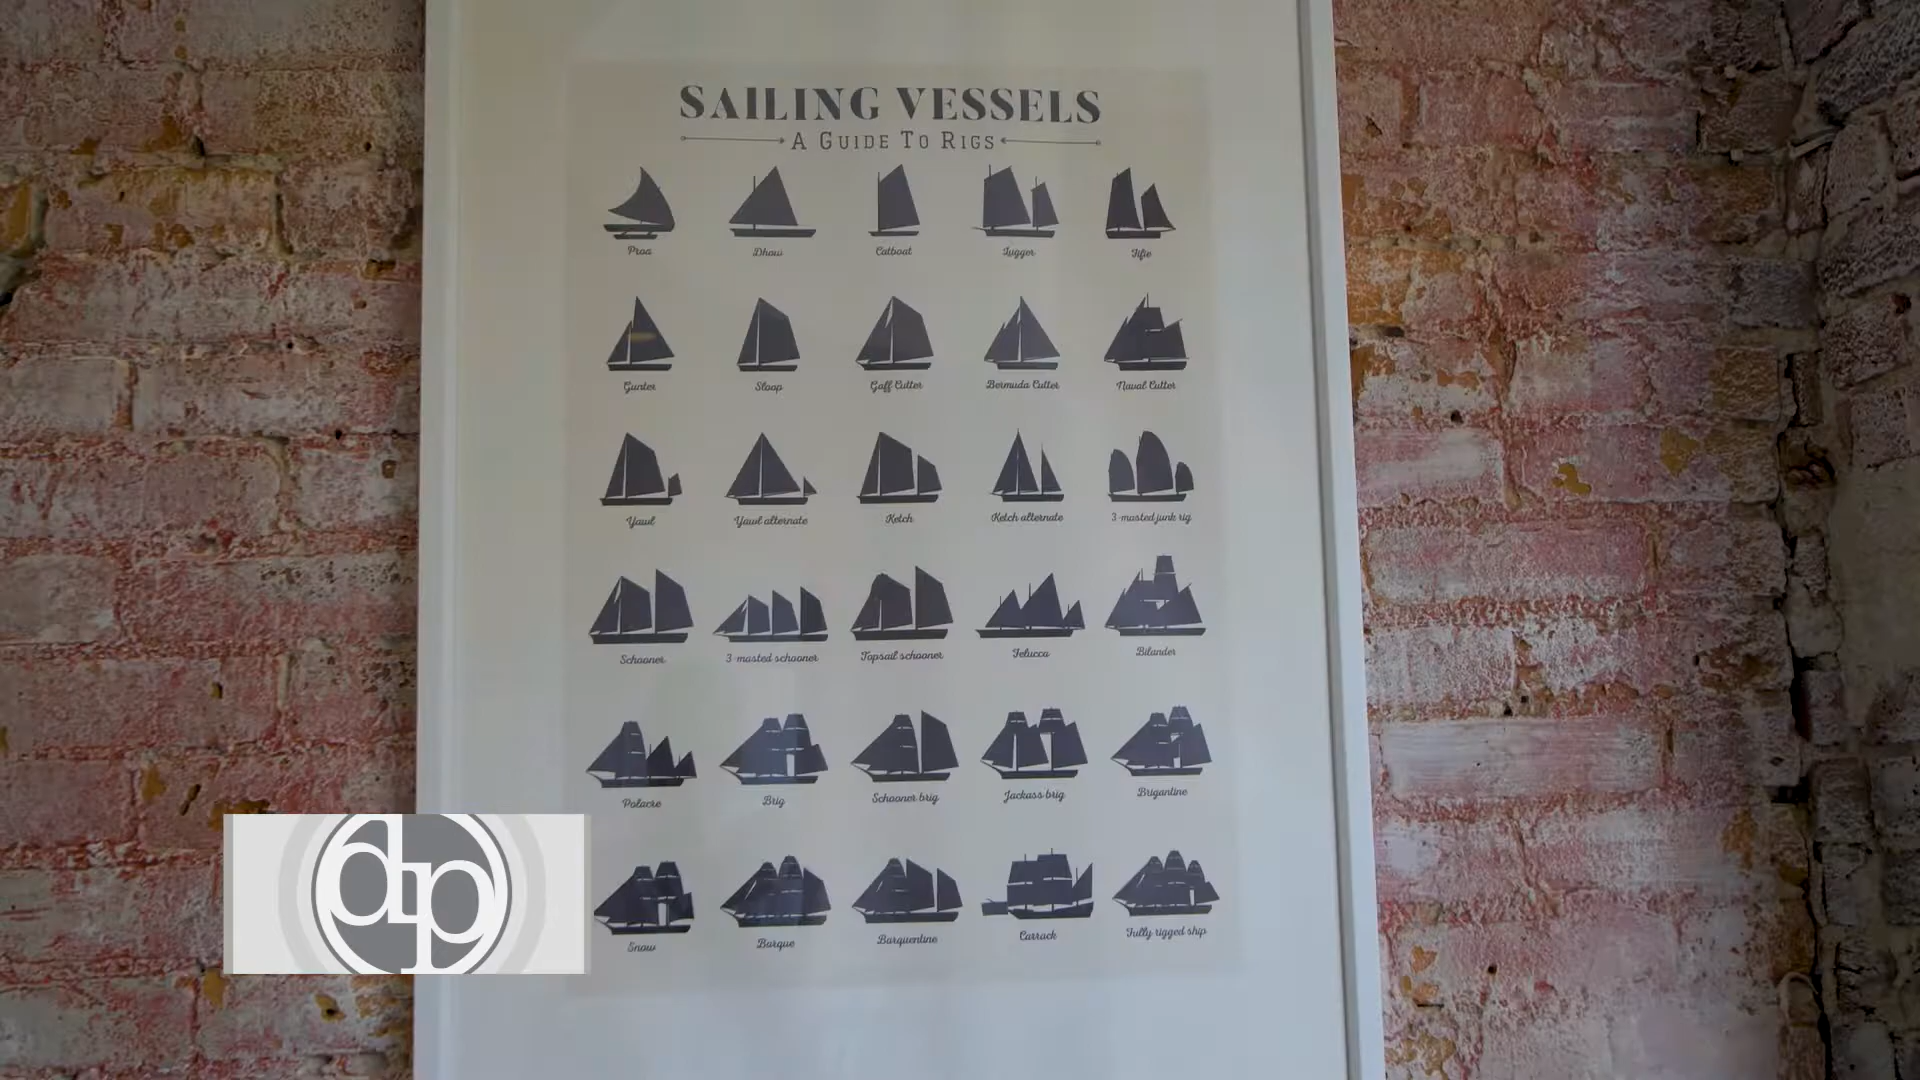 SAILING VESSELS
A GUIDE TO RIGS
Proa Dhow Catboat Lugger Fifie
Gunter Sloop Gaff Cutter Bermuda Cutter Naval Cutter
Yawl Yawl alternate Ketch Ketch alternate 3-masted junk rig
Schooner 3-masted schooner Topsail schooner Felucca Bilander
Polacre Brig Schooner brig Jackass brig Brigantine
Snow Barque Barquentine Carrack Fully rigged ship
dp